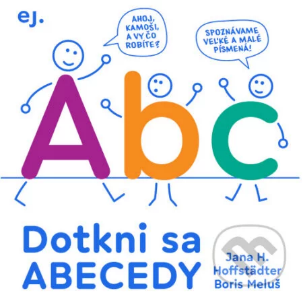 ej.
AHOJ,
KAMOŠI,
A VY ČO
ROBÍTE?
SPOZNÁVAME
VEĽKÉ A MALÉ
PÍSMENÁ!
Abc
Dotkni sa
ABECEDY
Jana H.
Hoffstädter
Boris Meluš